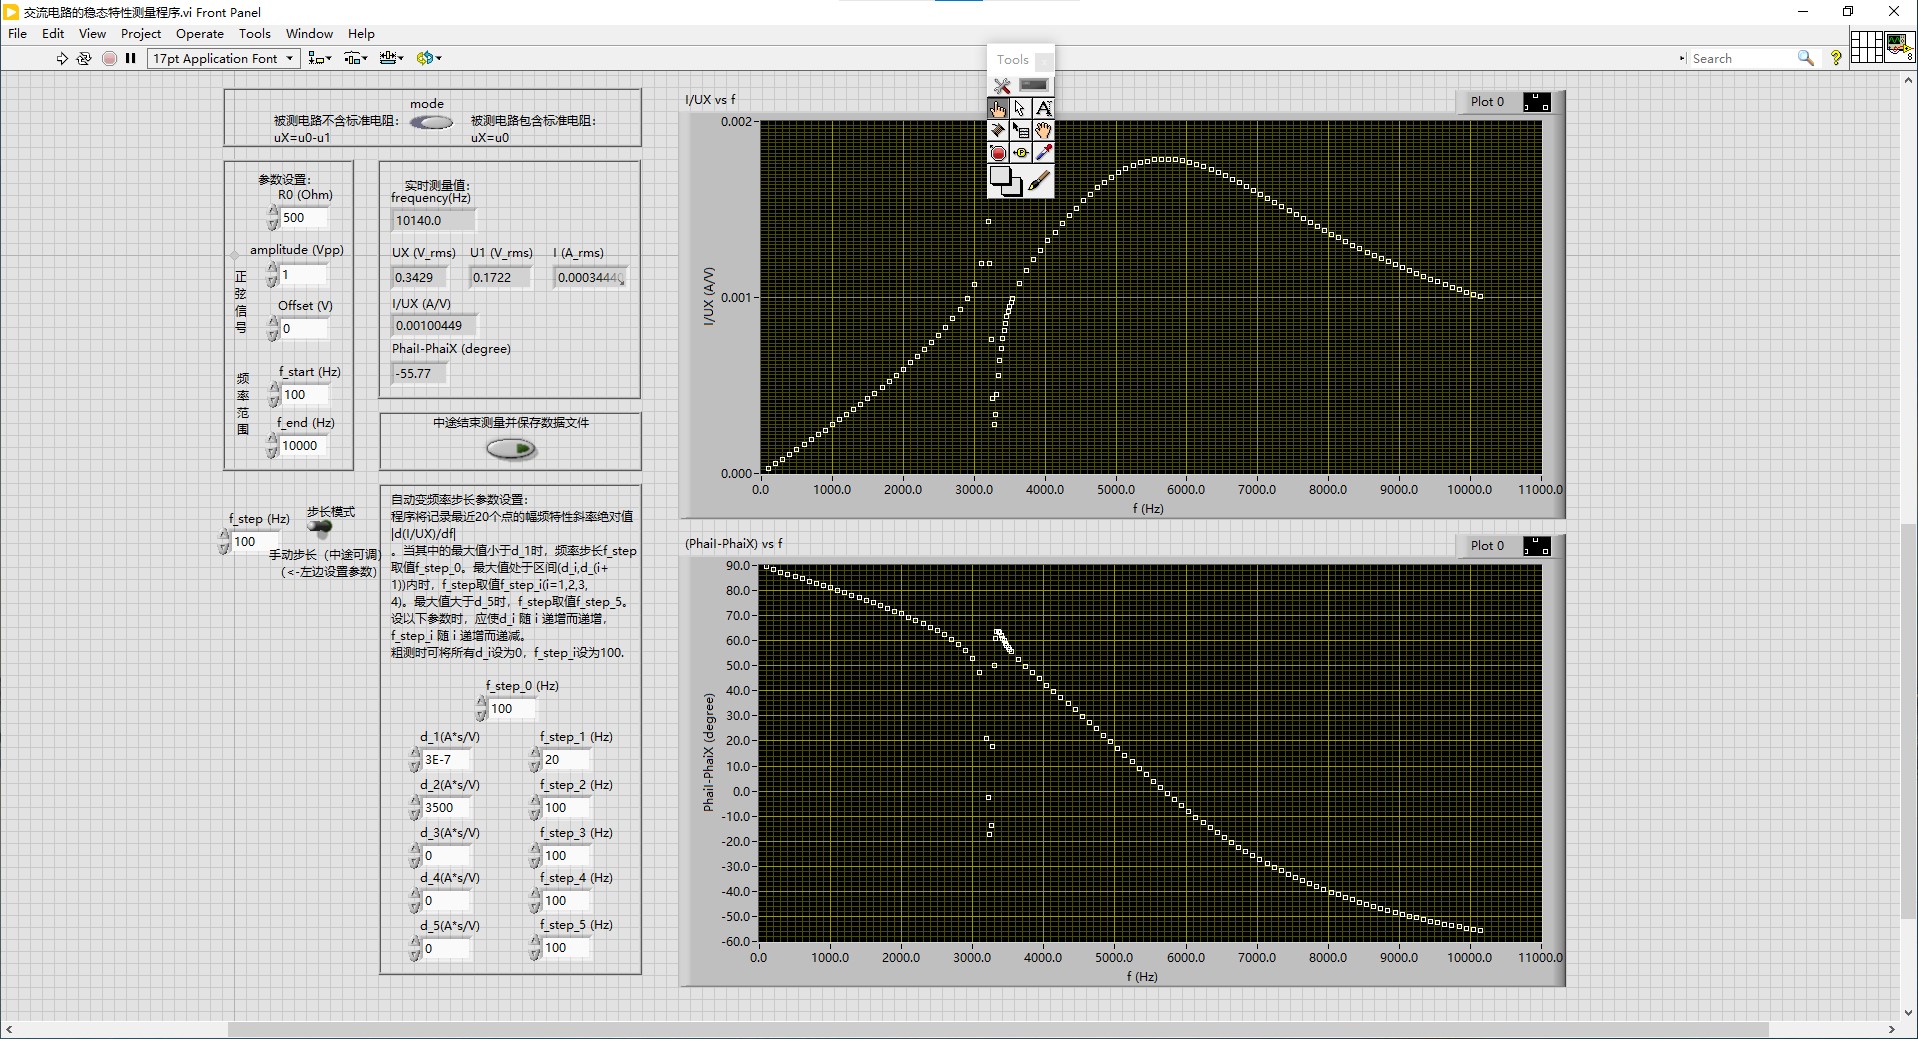 交流电路的稳态特性测量程序.vi Front Panel
File Edit View Project Operate Tools Window Help
17pt Application Font
Search
8
Tools
mode
被测电路不含标准电阻:
uX=u0-u1
被测电路包含标准电阻:
uX=u0
参数设置:
R0 (Ohm)
500
amplitude (Vpp)
1
Offset (V)
0
正弦信号
f_start (Hz)
100
f_end (Hz)
10000
频率范围
实时测量值:
frequency(Hz)
10140.0
UX (V_rms) U1 (V_rms) I (A_rms)
0.3429 0.1722 0.00034440
I/UX (A/V)
0.00100449
PhaiI-PhaiX (degree)
-55.77
中途结束测量并保存数据文件
f_step (Hz)
100
步长模式
手动步长（中途可调）
（<-左边设置参数）
自动变频率步长参数设置:
程序将记录最近20个点的幅频特性斜率绝对值
|d(I/UX)/df|
。当其中的最大值小于d_1时，频率步长f_step
取值f_step_0。最大值处于区间(d_i,d_(i+
1))内时，f_step取值f_step_i(i=1,2,3,
4)。最大值大于d_5时，f_step取值f_step_5。
设以下参数时，应使d_i 随 i 递增而递增，
f_step_i 随 i 递增而递减。
粗测时可将所有d_i设为0，f_step_i设为100.
f_step_0 (Hz)
100
d_1(A*s/V) f_step_1 (Hz)
3E-7 20
d_2(A*s/V) f_step_2 (Hz)
3500 100
d_3(A*s/V) f_step_3 (Hz)
0 100
d_4(A*s/V) f_step_4 (Hz)
0 100
d_5(A*s/V) f_step_5 (Hz)
0 100
I/UX vs f
Plot 0
0.002
0.001
0.000
I/UX (A/V)
0.0 1000.0 2000.0 3000.0 4000.0 5000.0 6000.0 7000.0 8000.0 9000.0 10000.0 11000.0
f (Hz)
(PhaiI-PhaiX) vs f
Plot 0
90.0
80.0
70.0
60.0
50.0
40.0
30.0
20.0
10.0
0.0
-10.0
-20.0
-30.0
-40.0
-50.0
-60.0
PhaiI-PhaiX (degree)
0.0 1000.0 2000.0 3000.0 4000.0 5000.0 6000.0 7000.0 8000.0 9000.0 10000.0 11000.0
f (Hz)